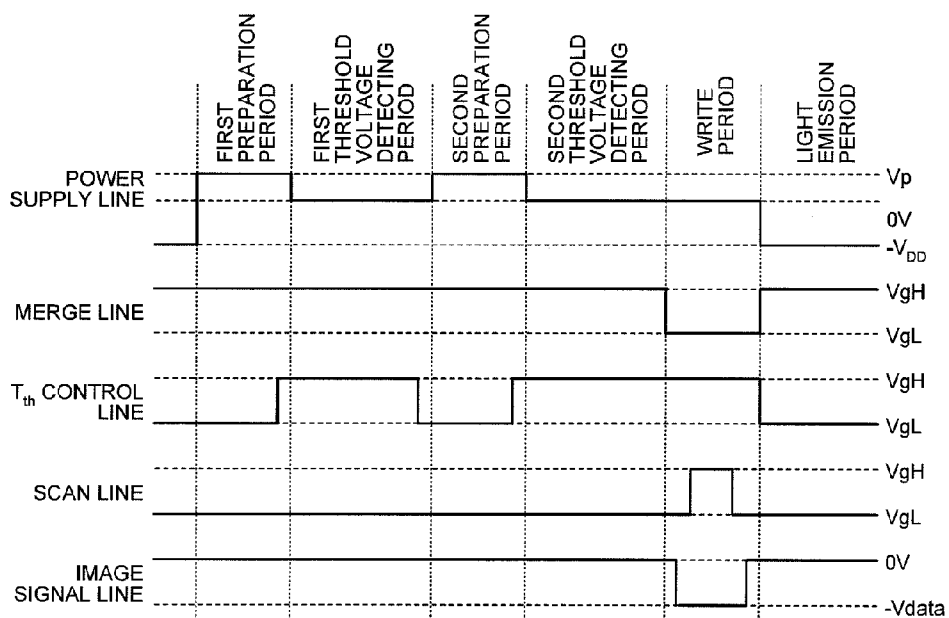 FIRST
PREPARATION
PERIOD
FIRST
THRESHOLD
VOLTAGE
DETECTING
PERIOD
SECOND
PREPARATION
PERIOD
SECOND
THRESHOLD
VOLTAGE
DETECTING
PERIOD
WRITE
PERIOD
LIGHT
EMISSION
PERIOD
POWER
SUPPLY LINE
Vp
0V
-VDD
MERGE LINE
VgH
VgL
Tth CONTROL
LINE
VgH
VgL
SCAN LINE
VgH
VgL
IMAGE
SIGNAL LINE
0V
-Vdata